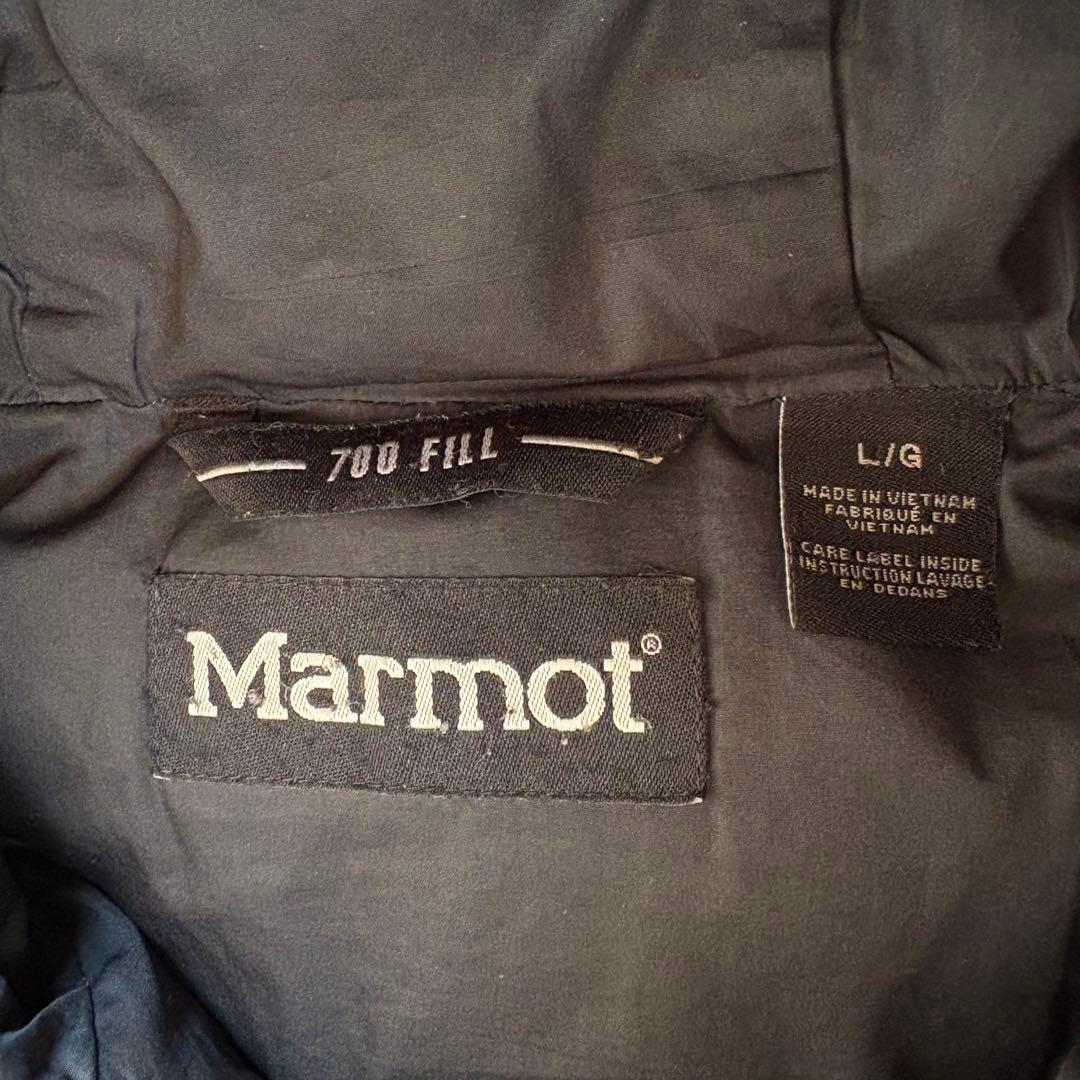 700 FILL
L/G
MADE IN VIETNAM
FABRIQUÉ EN
VIETNAM
CARE LABEL INSIDE
INSTRUCTION LAVAGE
EN DEDANS
Marmot®